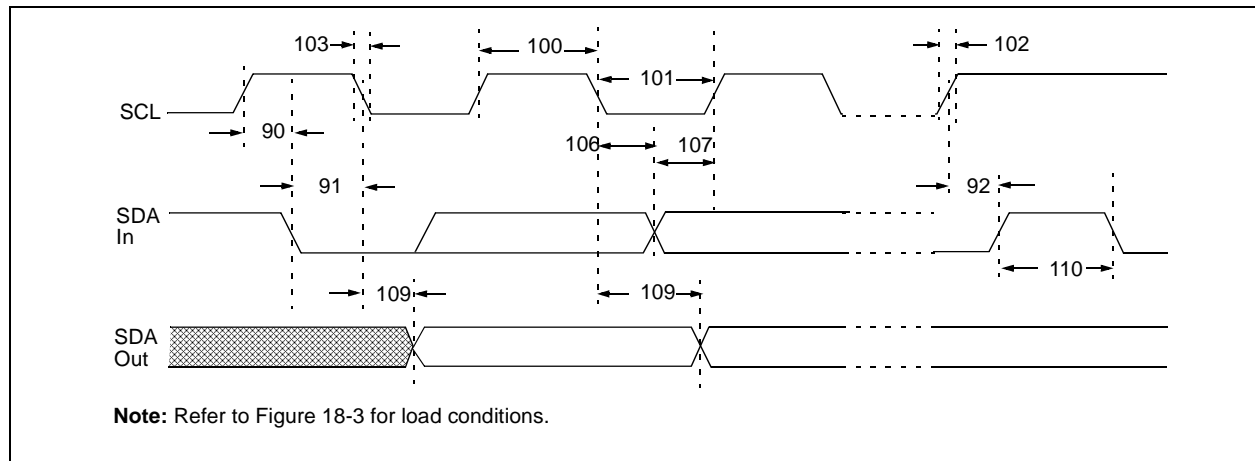 103
100
102
101
SCL
90
106
107
91
92
SDA
In
110
109
109
SDA
Out
Note: Refer to Figure 18-3 for load conditions.